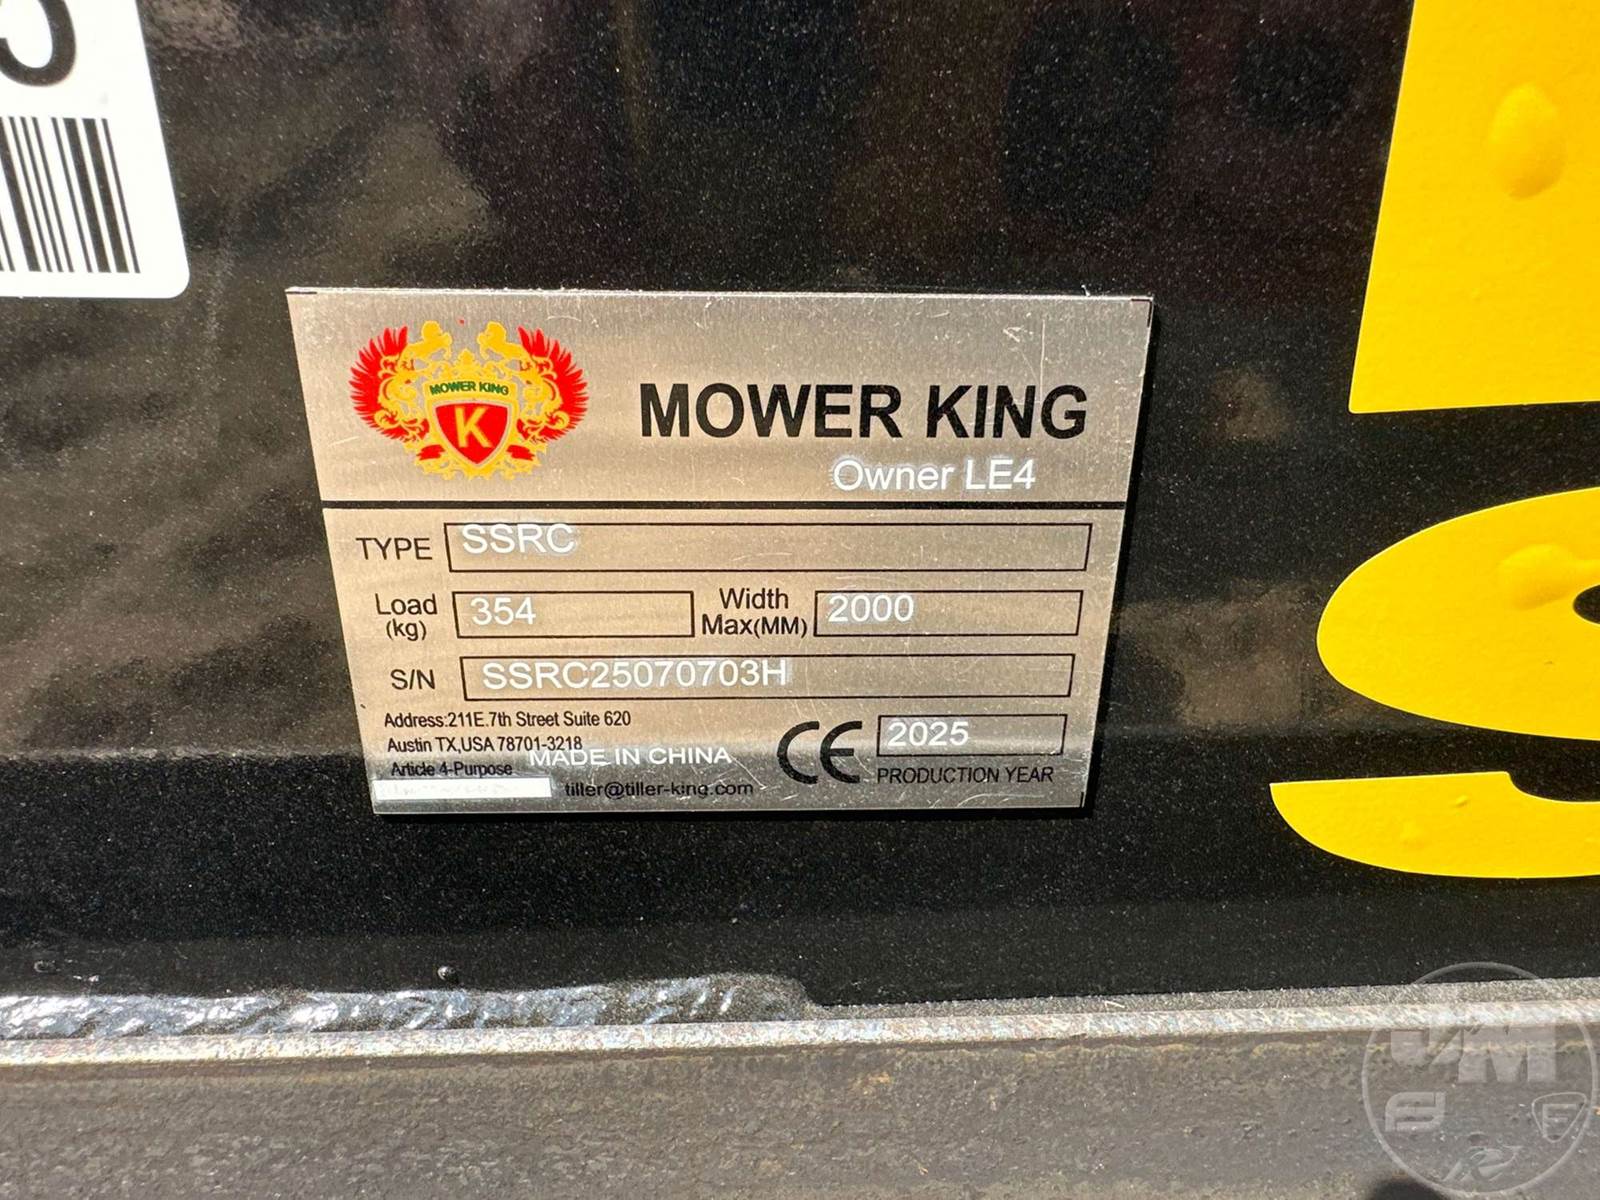 5
MOWER KING
K
MOWER KING
Owner LE4
TYPE SSRC
Load (kg) 354 Width Max(MM) 2000
S/N SSRC25070703H
Address:211E.7th Street Suite 620
Austin TX,USA 78701-3218
Article 4-Purpose
MADE IN CHINA
tiller@tiller-king.com
CE 2025
PRODUCTION YEAR
S
JM